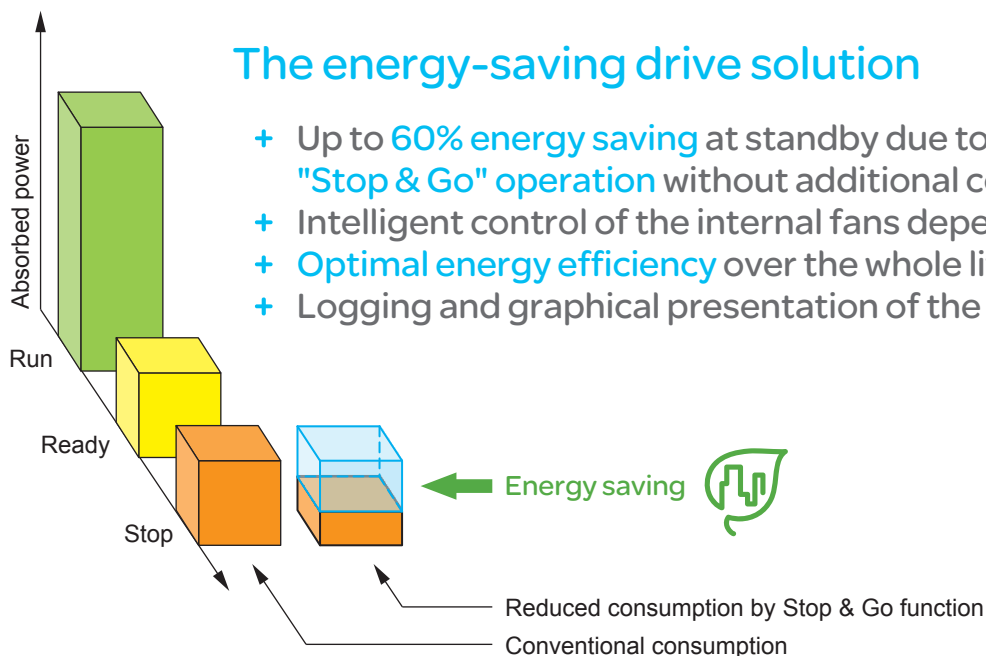 The energy-saving drive solution
+ Up to 60% energy saving at standby due to
"Stop & Go" operation without additional co
+ Intelligent control of the internal fans depe
+ Optimal energy efficiency over the whole li
+ Logging and graphical presentation of the
Absorbed power
Run
Ready
Stop
Energy saving
Reduced consumption by Stop & Go function
Conventional consumption